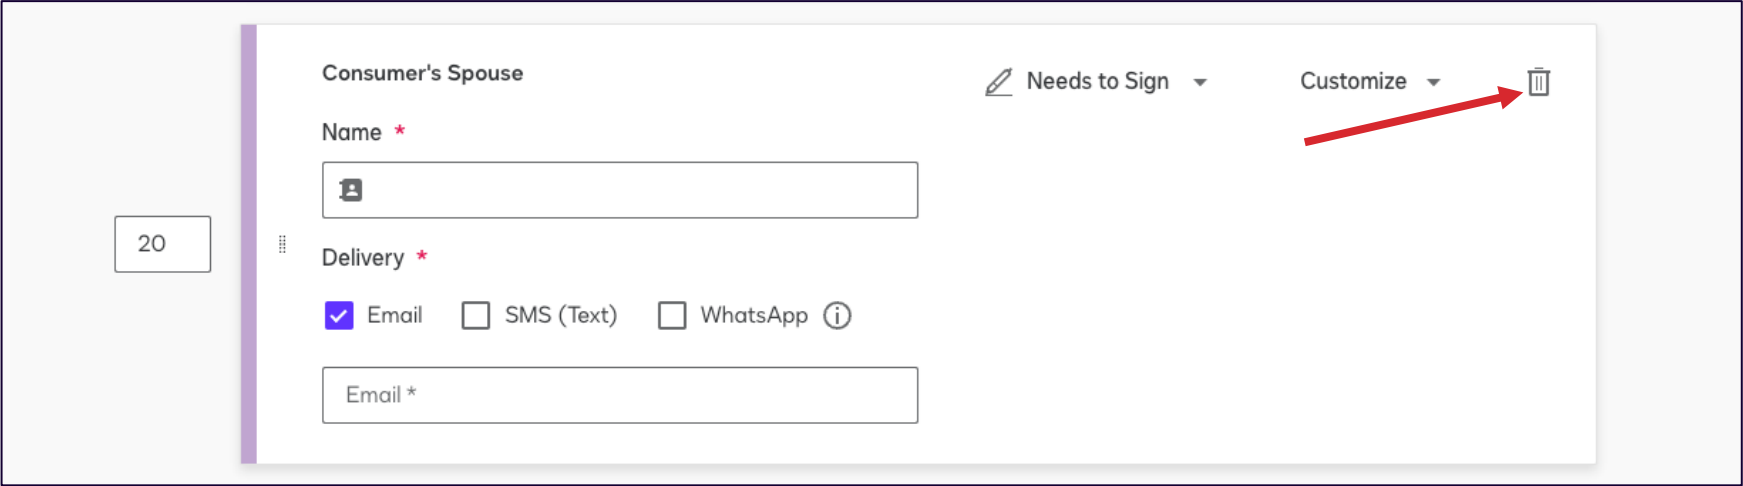 Consumer's Spouse
Needs to Sign
Customize
Name *
20
Delivery *
Email
SMS (Text)
WhatsApp
Email *